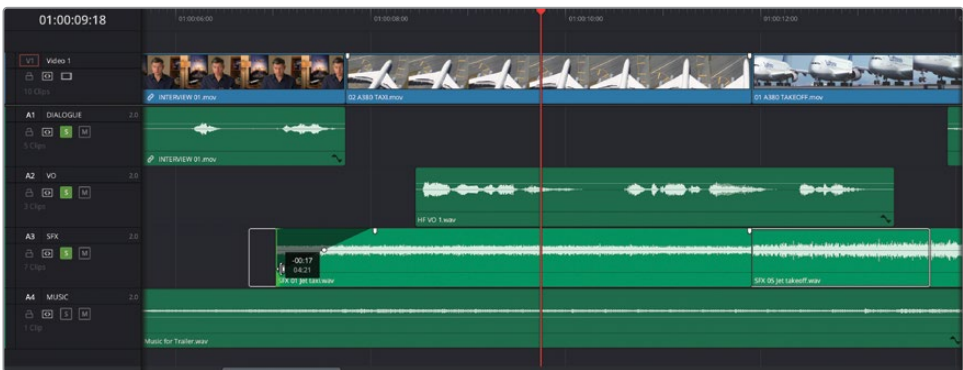 01:00:09:18
01:00:06:00
01:00:08:00
01:00:10:00
01:00:12:00
V1 Video 1
10 Clips
INTERVIEW 01.mov
02 A380 TAXI.mov
01 A380 TAKEOFF.mov
A1 DIALOGUE 2.0
S M
5 Clips
INTERVIEW 01.mov
A2 VO 2.0
S M
3 Clips
HF VO 1.wav
A3 SFX 2.0
S M
7 Clips
-00:17
04:21
SFX 01 Jet taxi.wav
SFX 05 Jet takeoff.wav
A4 MUSIC 2.0
S M
1 Clip
Music for Trailer.wav